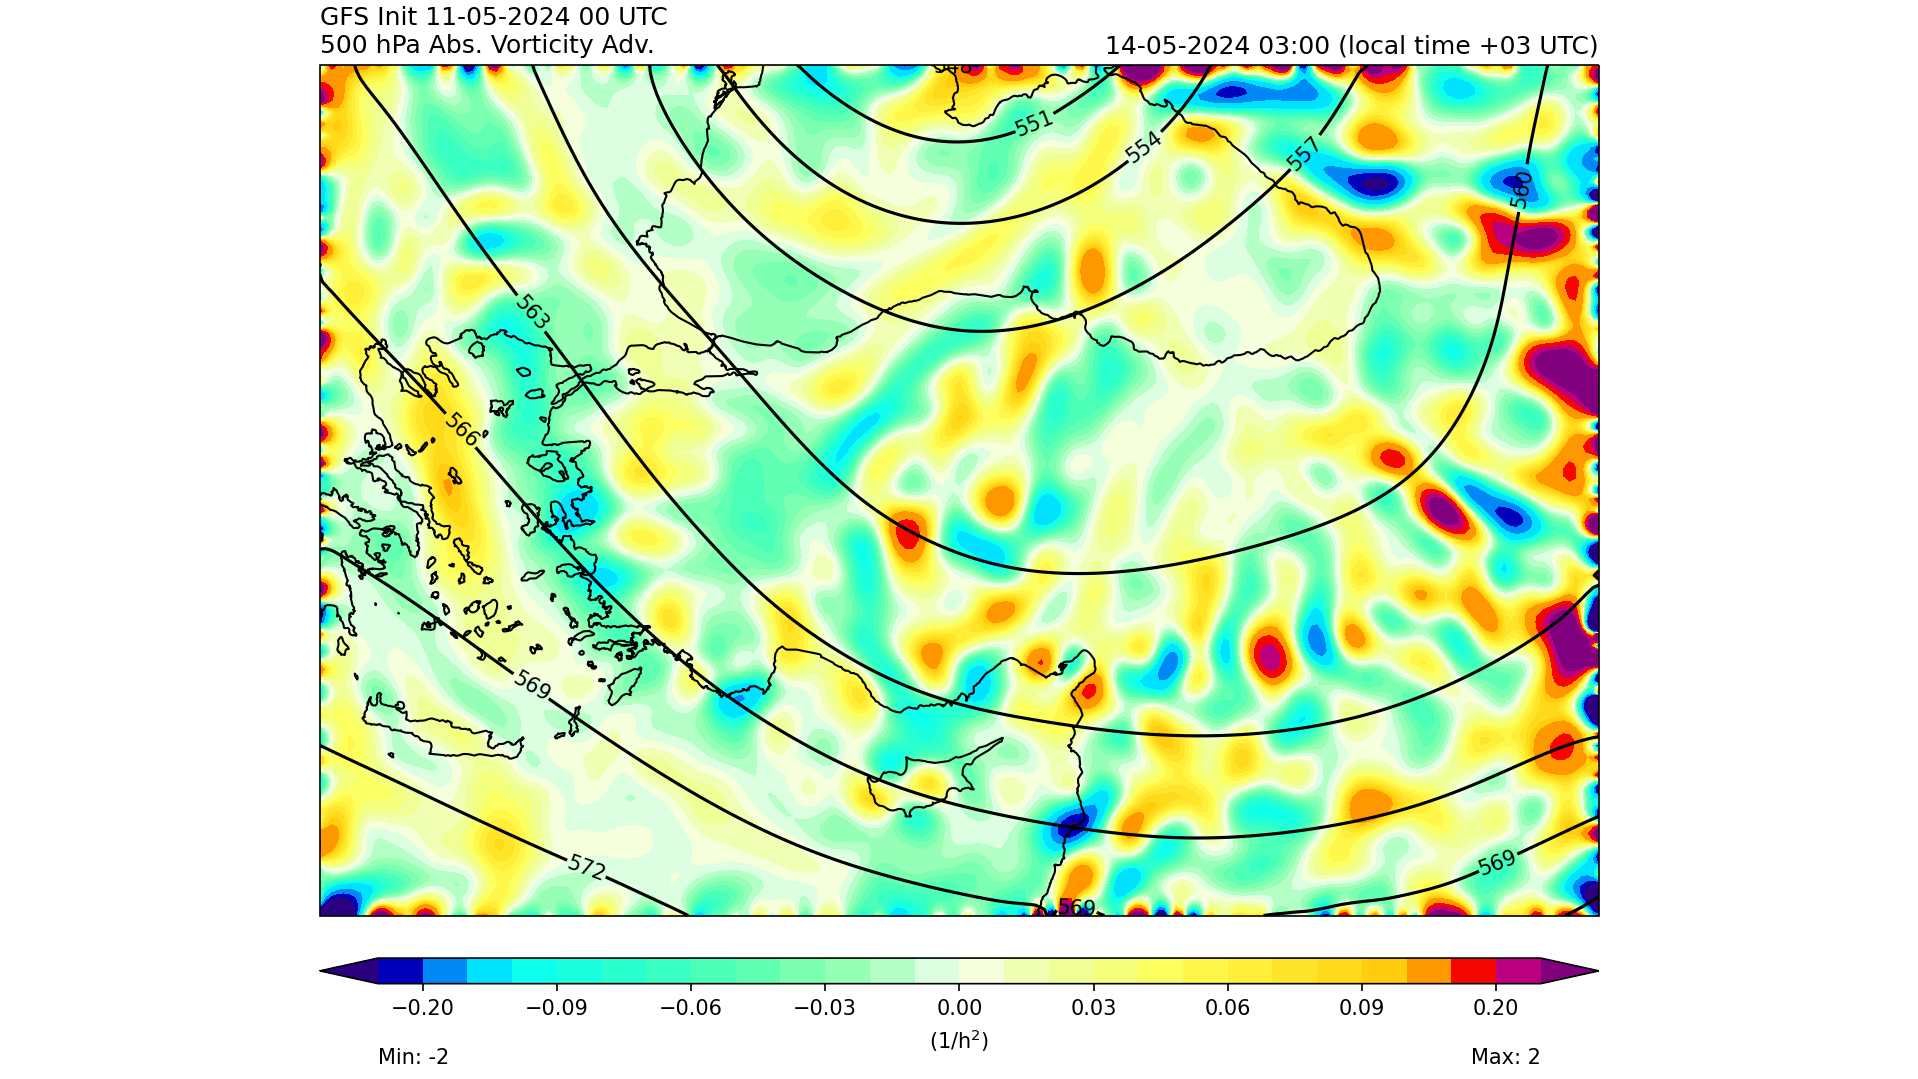 GFS Init 11-05-2024 00 UTC
500 hPa Abs. Vorticity Adv.
14-05-2024 03:00 (local time +03 UTC)
548
551
554
557
560
563
566
569
572
569
569
−0.20 −0.09 −0.06 −0.03 0.00 0.03 0.06 0.09 0.20
(1/h²)
Min: -2
Max: 2